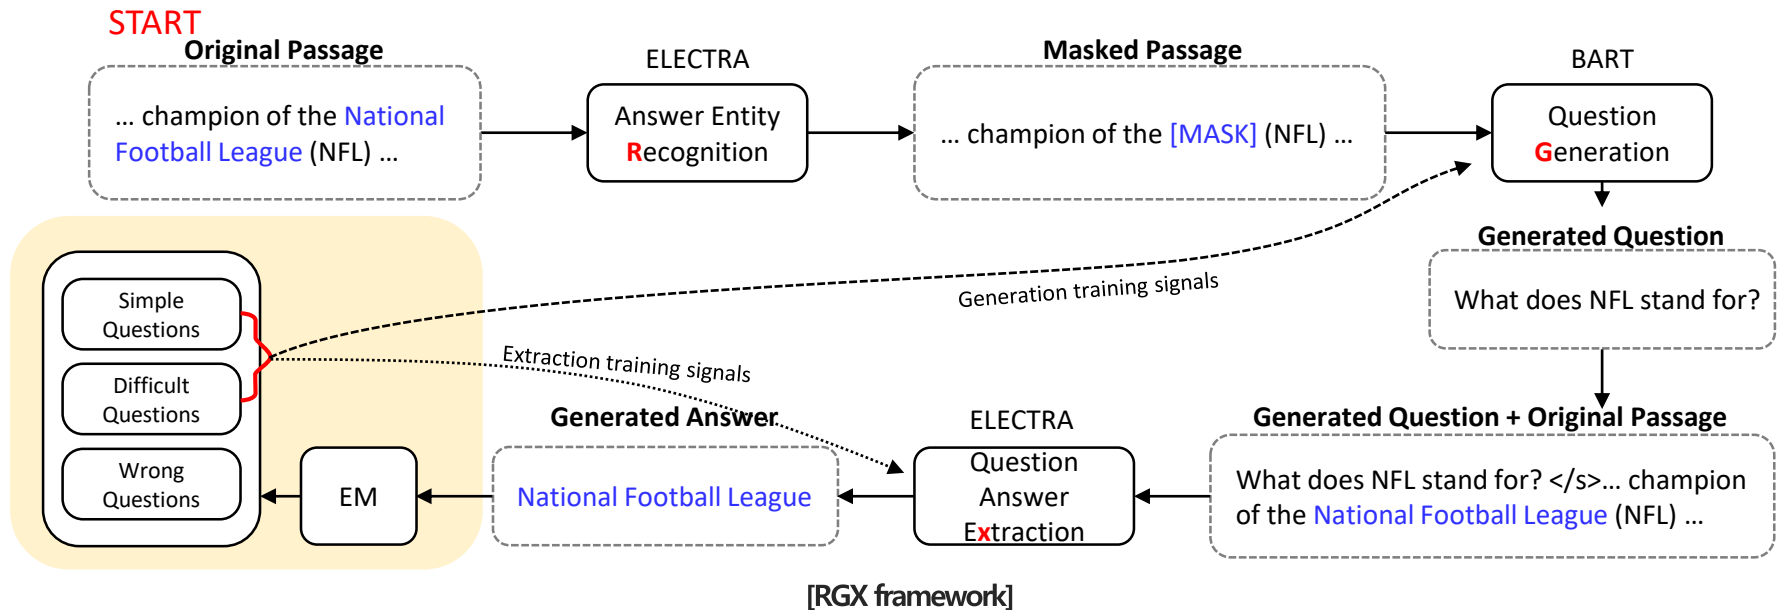 START
Original Passage
… champion of the National
Football League (NFL) …
ELECTRA
Answer Entity
Recognition
Masked Passage
… champion of the [MASK] (NFL) …
BART
Question
Generation
Generated Question
What does NFL stand for?
Generation training signals
Extraction training signals
Simple
Questions
Difficult
Questions
Wrong
Questions
EM
Generated Answer
National Football League
ELECTRA
Question
Answer
Extraction
Generated Question + Original Passage
What does NFL stand for? </s>… champion
of the National Football League (NFL) …
[RGX framework]